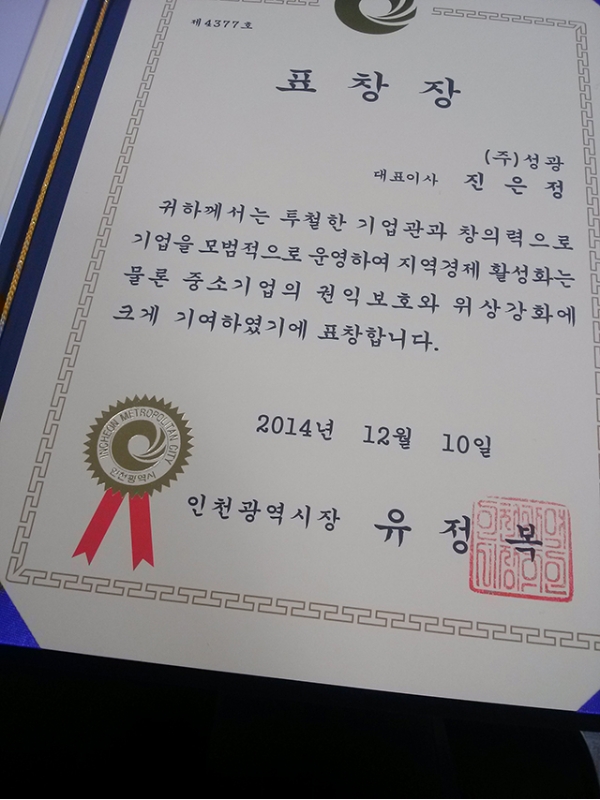 제4377호
표창장
(주)성광
대표이사 진은정
귀하께서는 투철한 기업관과 창의력으로
기업을 모범적으로 운영하여 지역경제 활성화는
물론 중소기업의 권익보호와 위상강화에
크게 기여하였기에 표창합니다.
2014년 12월 10일
INCHEON METROPOLITAN CITY
인천광역시
인천광역시장 유정복